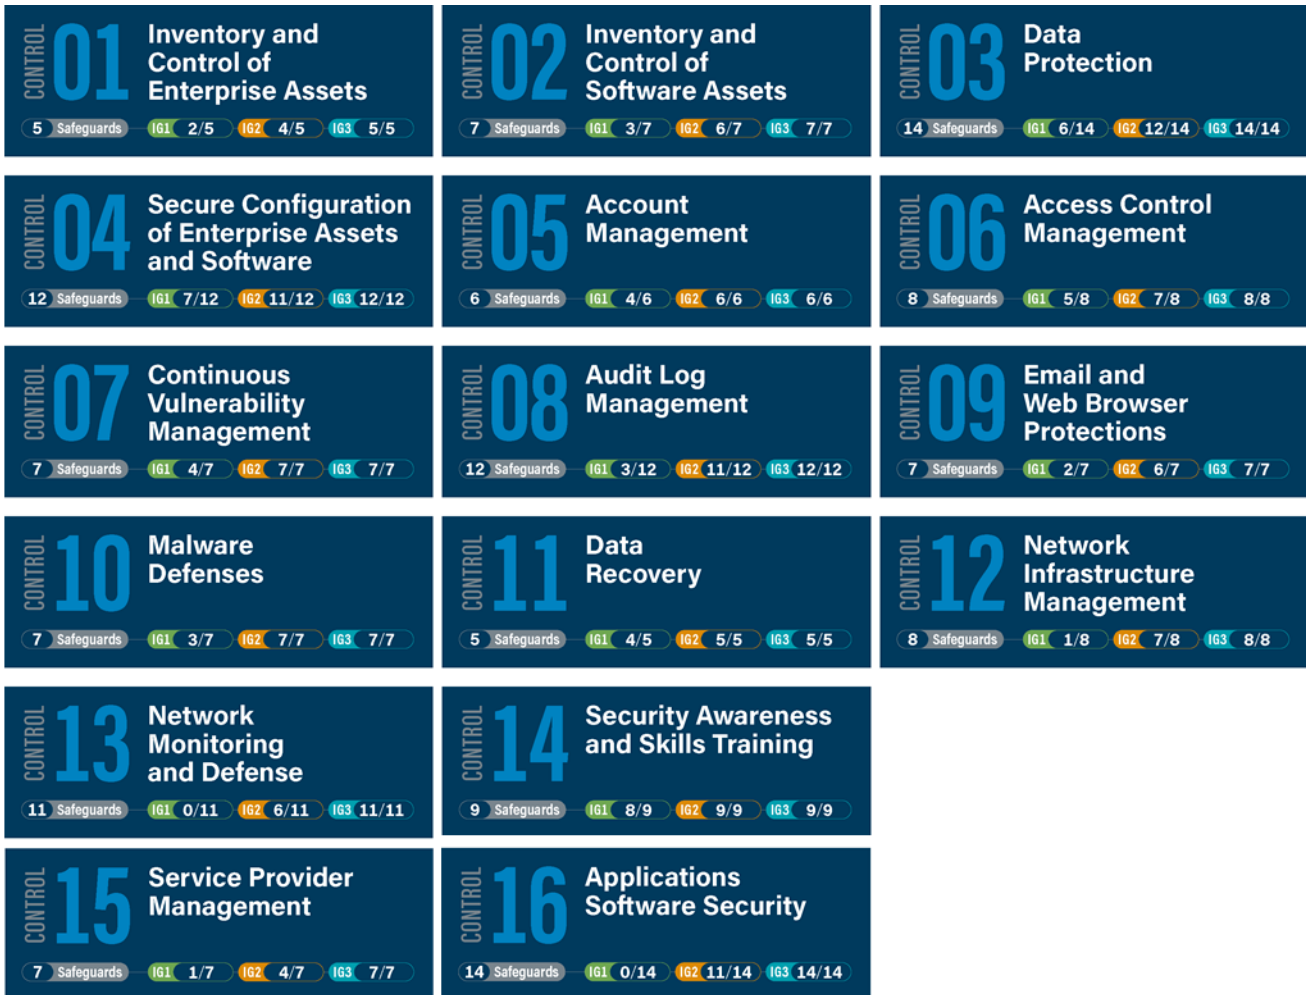 CONTROL
01
Inventory and
Control of
Enterprise Assets
5 Safeguards IG1 2/5 IG2 4/5 IG3 5/5
CONTROL
02
Inventory and
Control of
Software Assets
7 Safeguards IG1 3/7 IG2 6/7 IG3 7/7
CONTROL
03
Data
Protection
14 Safeguards IG1 6/14 IG2 12/14 IG3 14/14
CONTROL
04
Secure Configuration
of Enterprise Assets
and Software
12 Safeguards IG1 7/12 IG2 11/12 IG3 12/12
CONTROL
05
Account
Management
6 Safeguards IG1 4/6 IG2 6/6 IG3 6/6
CONTROL
06
Access Control
Management
8 Safeguards IG1 5/8 IG2 7/8 IG3 8/8
CONTROL
07
Continuous
Vulnerability
Management
7 Safeguards IG1 4/7 IG2 7/7 IG3 7/7
CONTROL
08
Audit Log
Management
12 Safeguards IG1 3/12 IG2 11/12 IG3 12/12
CONTROL
09
Email and
Web Browser
Protections
7 Safeguards IG1 2/7 IG2 6/7 IG3 7/7
CONTROL
10
Malware
Defenses
7 Safeguards IG1 3/7 IG2 7/7 IG3 7/7
CONTROL
11
Data
Recovery
5 Safeguards IG1 4/5 IG2 5/5 IG3 5/5
CONTROL
12
Network
Infrastructure
Management
8 Safeguards IG1 1/8 IG2 7/8 IG3 8/8
CONTROL
13
Network
Monitoring
and Defense
11 Safeguards IG1 0/11 IG2 6/11 IG3 11/11
CONTROL
14
Security Awareness
and Skills Training
9 Safeguards IG1 8/9 IG2 9/9 IG3 9/9
CONTROL
15
Service Provider
Management
7 Safeguards IG1 1/7 IG2 4/7 IG3 7/7
CONTROL
16
Applications
Software Security
14 Safeguards IG1 0/14 IG2 11/14 IG3 14/14